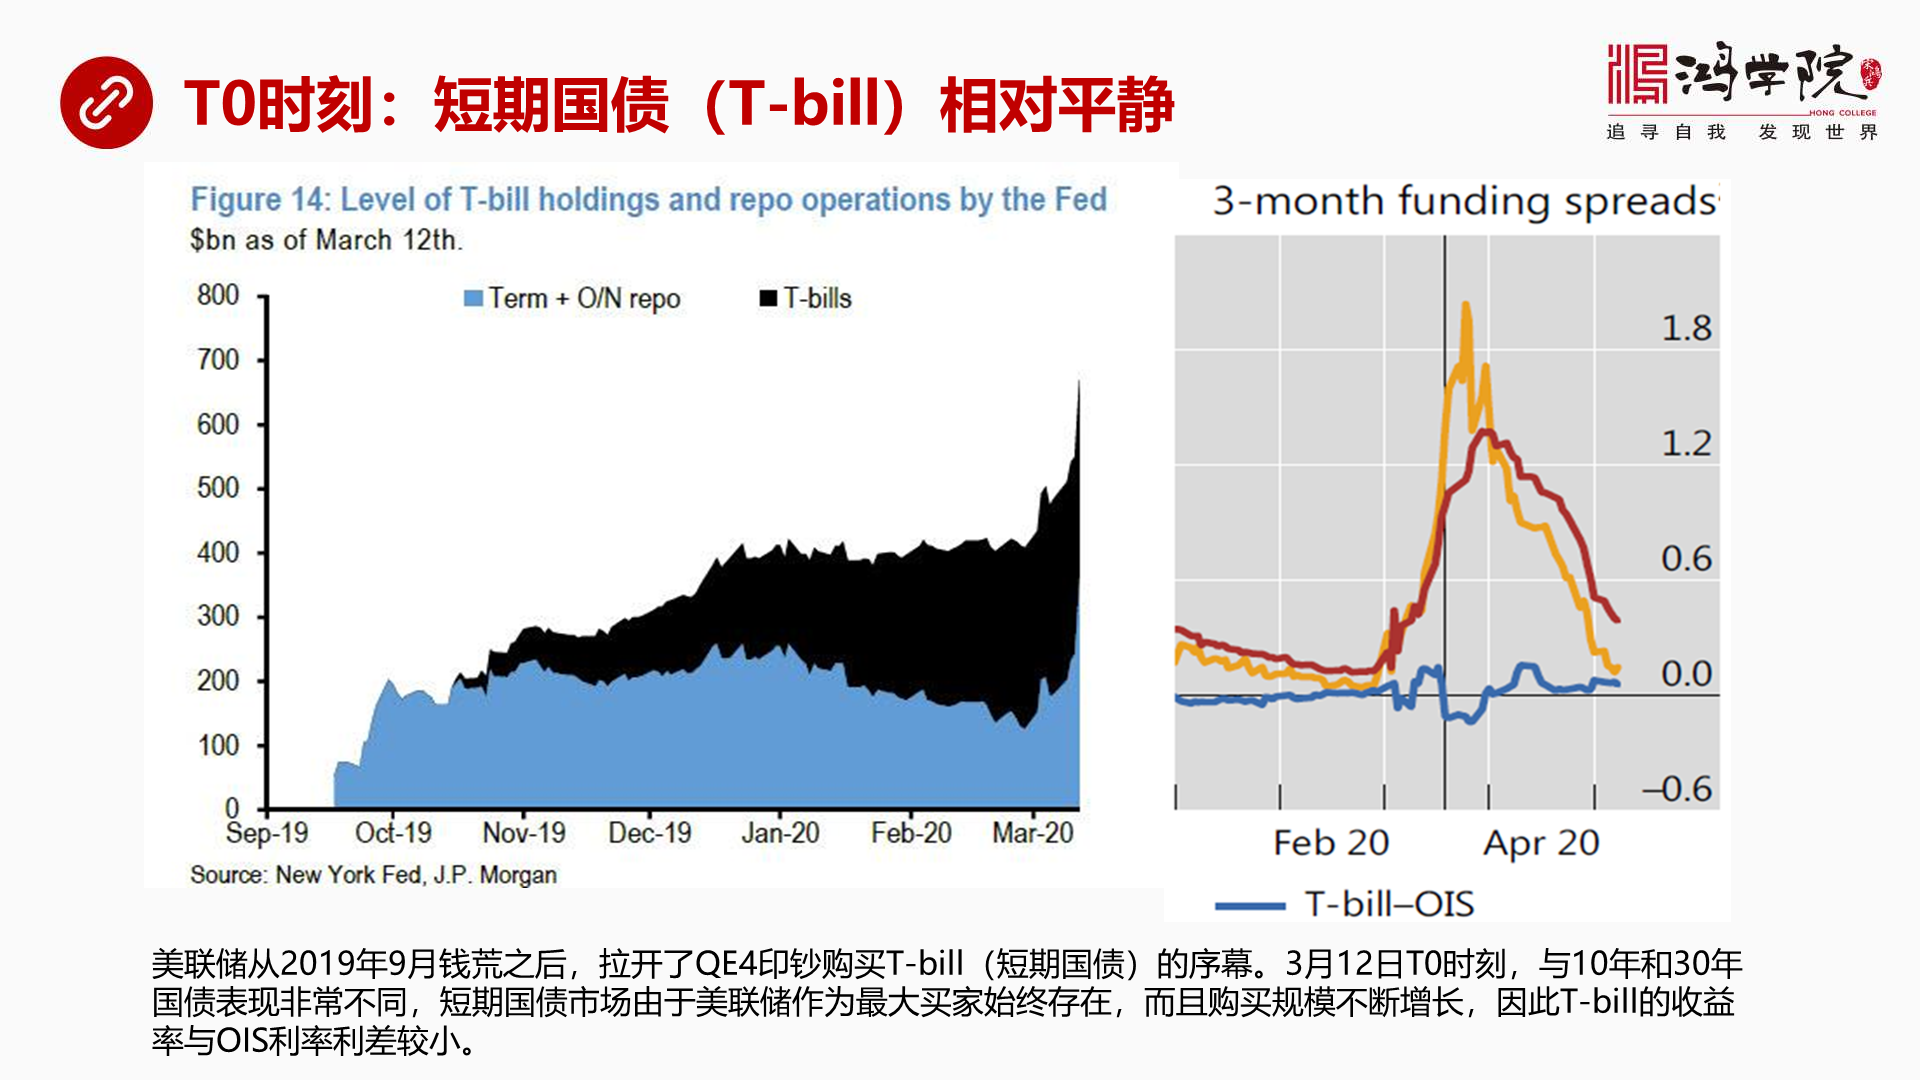 T0时刻：短期国债（T-bill）相对平静
鸿学院
HONG COLLEGE
追寻自我 发现世界
Figure 14: Level of T-bill holdings and repo operations by the Fed
$bn as of March 12th.
Term + O/N repo
T-bills
800
700
600
500
400
300
200
100
0
Sep-19 Oct-19 Nov-19 Dec-19 Jan-20 Feb-20 Mar-20
Source: New York Fed, J.P. Morgan
3-month funding spreads
1.8
1.2
0.6
0.0
–0.6
Feb 20 Apr 20
T-bill–OIS
美联储从2019年9月钱荒之后，拉开了QE4印钞购买T-bill（短期国债）的序幕。3月12日T0时刻，与10年和30年
国债表现非常不同，短期国债市场由于美联储作为最大买家始终存在，而且购买规模不断增长，因此T-bill的收益
率与OIS利率利差较小。